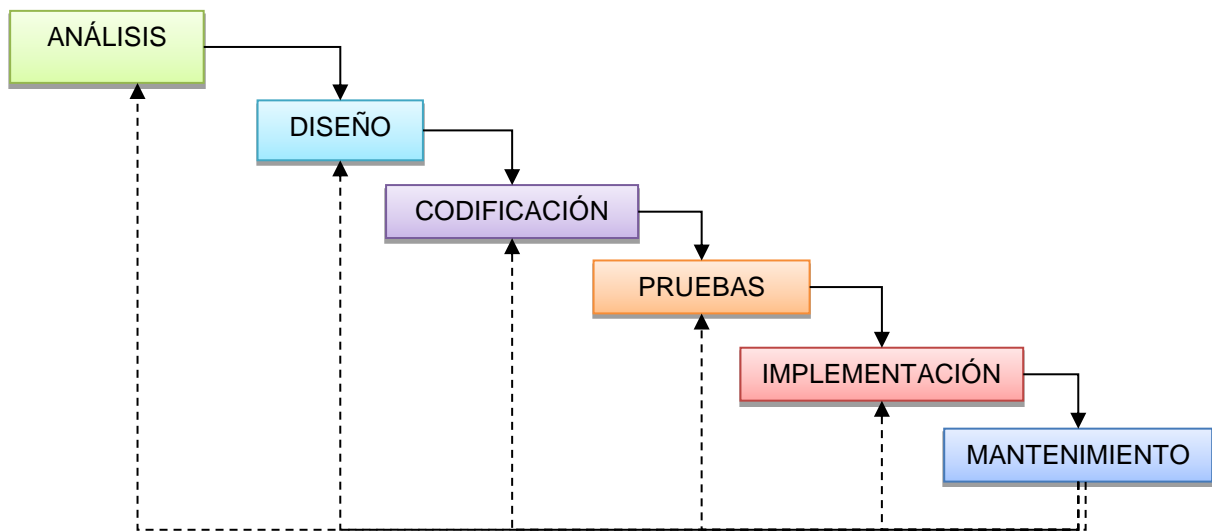 ANÁLISIS
DISEÑO
CODIFICACIÓN
PRUEBAS
IMPLEMENTACIÓN
MANTENIMIENTO